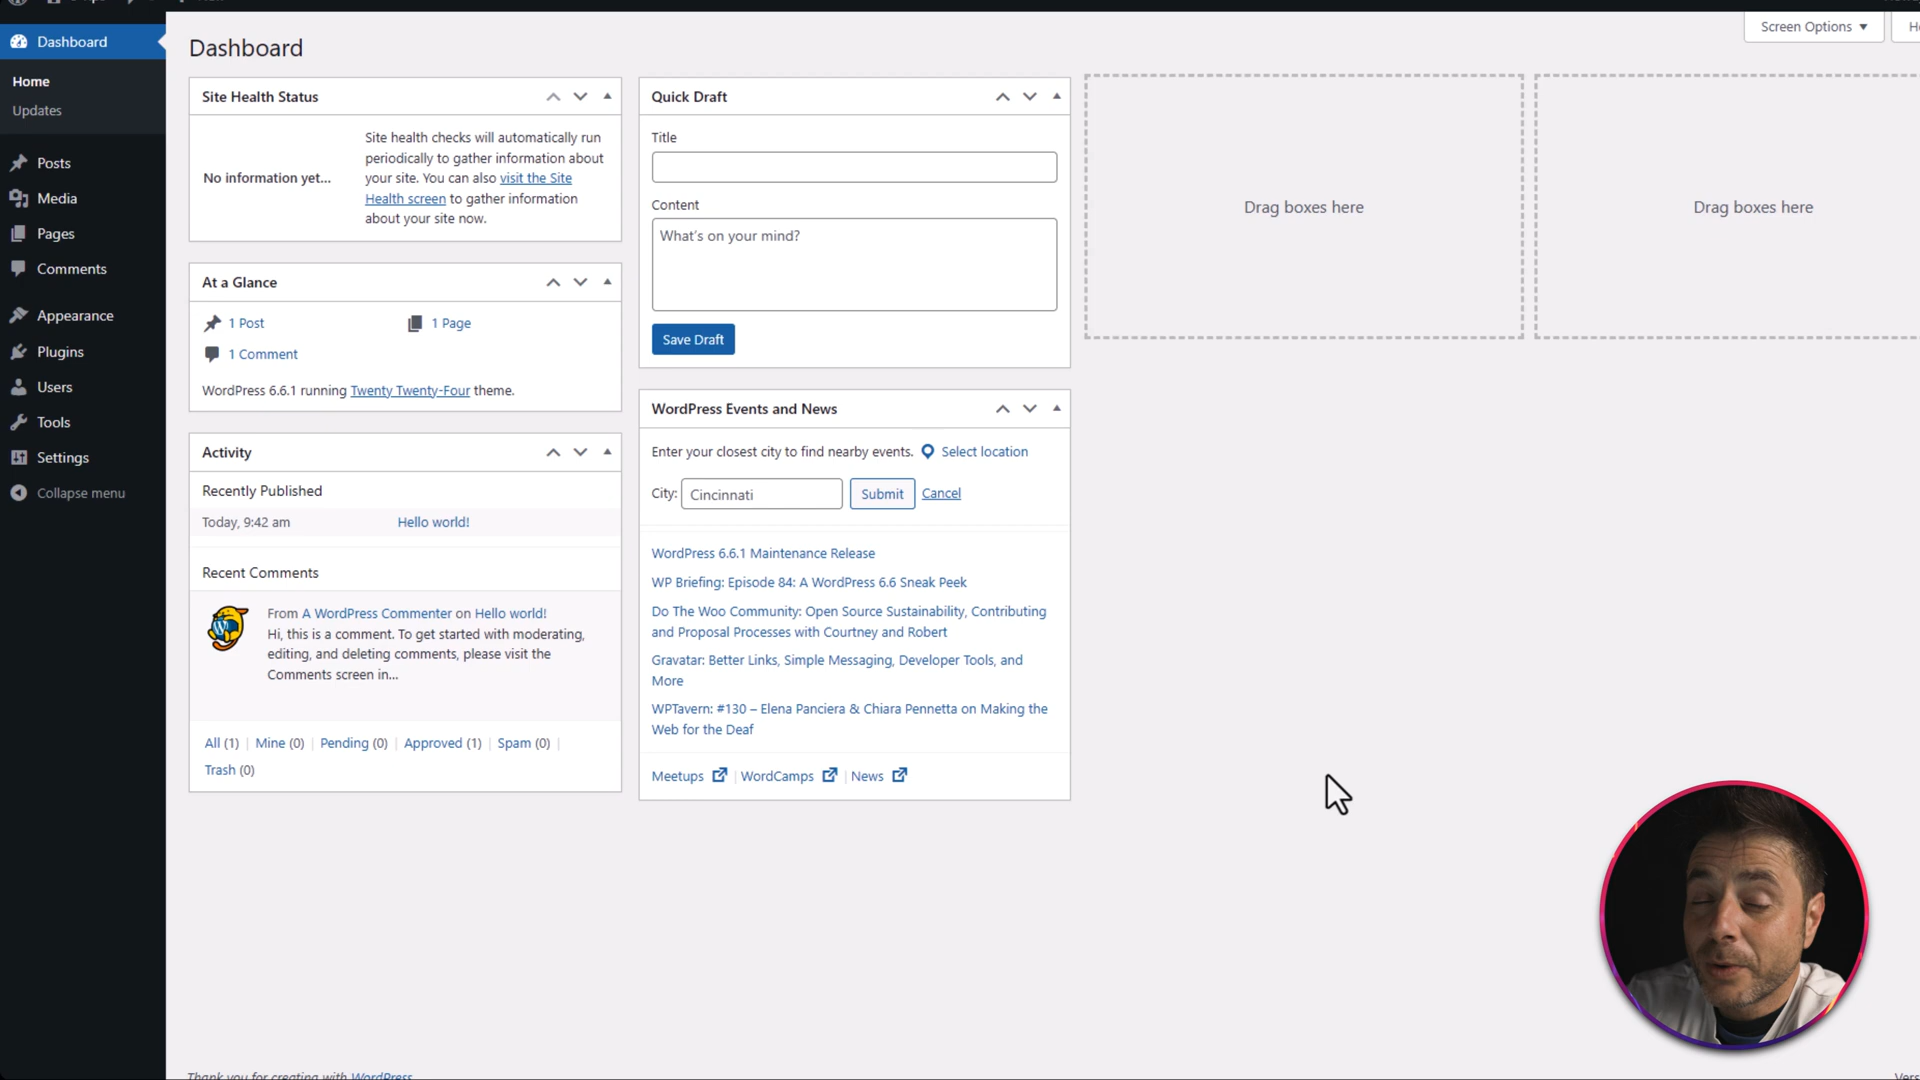 Dashboard
Home
Updates
Posts
Media
Pages
Comments
Appearance
Plugins
Users
Tools
Settings
Collapse menu
Screen Options
Dashboard
Site Health Status
No information yet...
Site health checks will automatically run
periodically to gather information about
your site. You can also visit the Site
Health screen to gather information
about your site now.
At a Glance
1 Post
1 Page
1 Comment
WordPress 6.6.1 running Twenty Twenty-Four theme.
Activity
Recently Published
Today, 9:42 am
Hello world!
Recent Comments
From A WordPress Commenter on Hello world!
Hi, this is a comment. To get started with moderating,
editing, and deleting comments, please visit the
Comments screen in…
All (1) | Mine (0) | Pending (0) | Approved (1) | Spam (0) |
Trash (0)
Quick Draft
Title
Content
What's on your mind?
Save Draft
WordPress Events and News
Enter your closest city to find nearby events. Select location
City: Cincinnati Submit Cancel
WordPress 6.6.1 Maintenance Release
WP Briefing: Episode 84: A WordPress 6.6 Sneak Peek
Do The Woo Community: Open Source Sustainability, Contributing
and Proposal Processes with Courtney and Robert
Gravatar: Better Links, Simple Messaging, Developer Tools, and
More
WPTavern: #130 – Elena Panciera & Chiara Pennetta on Making the
Web for the Deaf
Meetups | WordCamps | News
Drag boxes here
Drag boxes here
Thank you for creating with WordPress